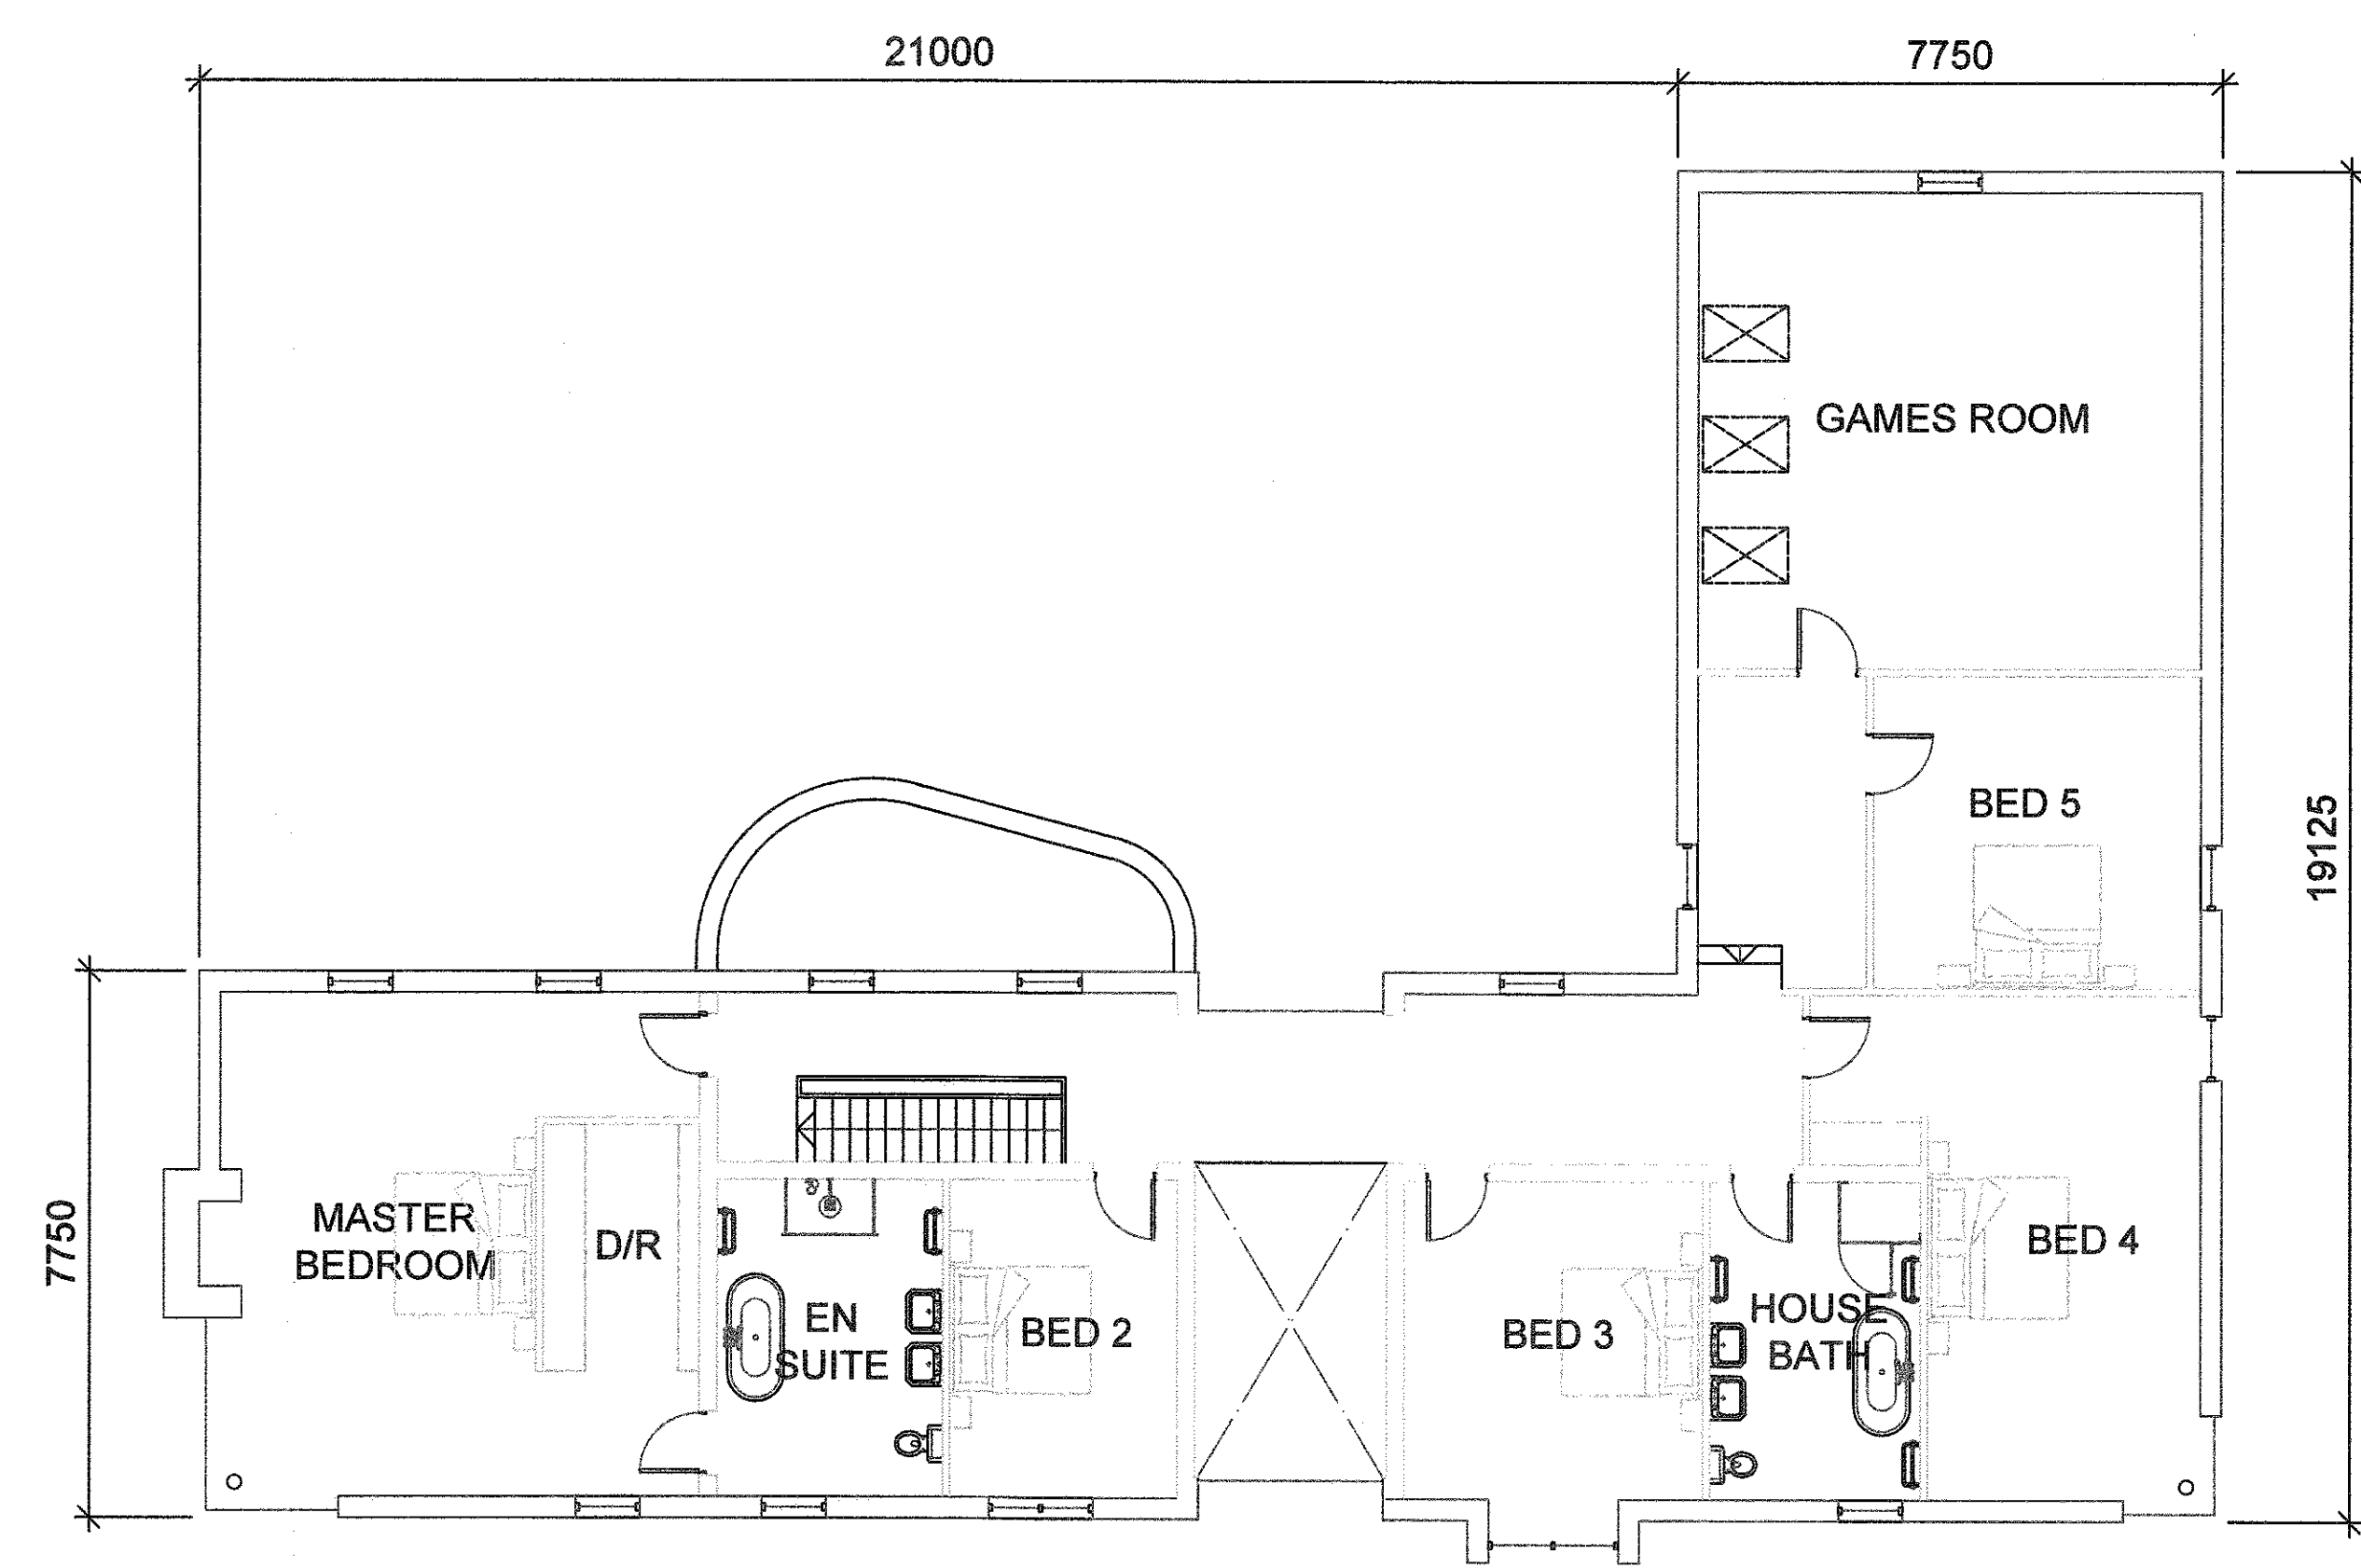 21000
7750
GAMES ROOM
BED 5
19125
7750
MASTER
BEDROOM
D/R
EN
SUITE
BED 2
BED 3
HOUSE
BATH
BED 4